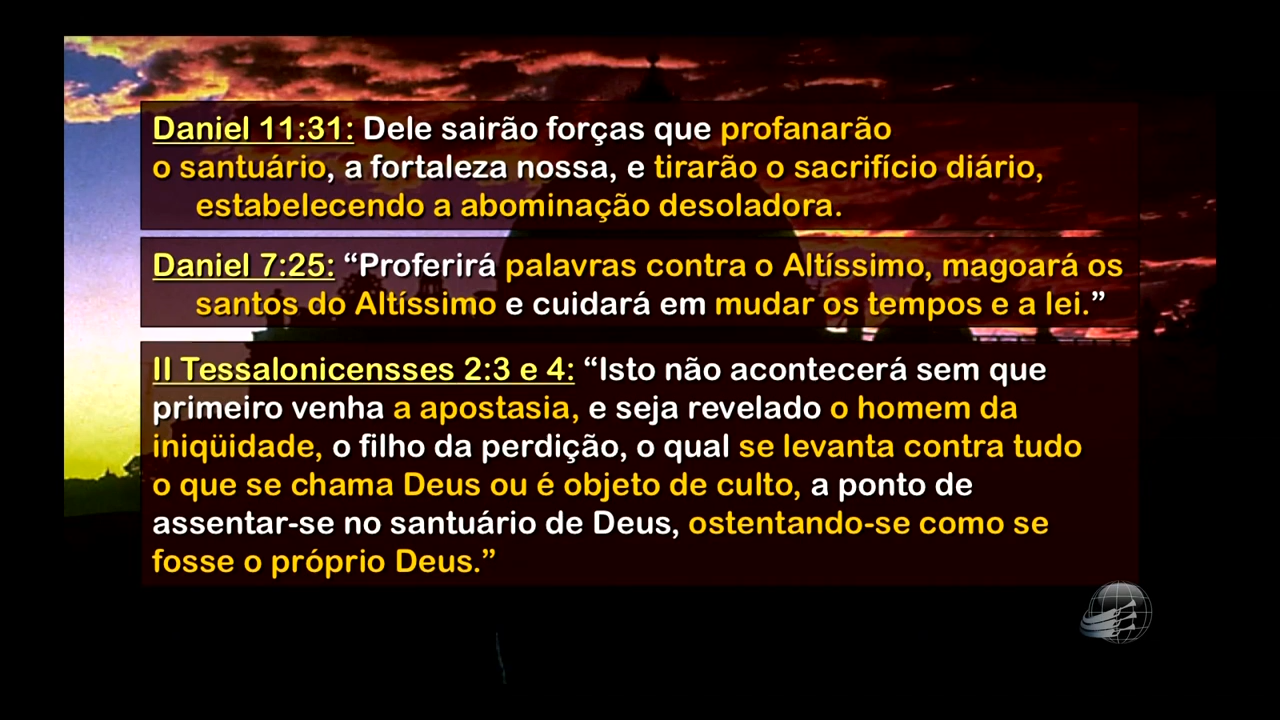 Daniel 11:31: Dele sairão forças que profanarão
o santuário, a fortaleza nossa, e tirarão o sacrifício diário,
estabelecendo a abominação desoladora.
Daniel 7:25: “Proferirá palavras contra o Altíssimo, magoará os
santos do Altíssimo e cuidará em mudar os tempos e a lei.”
II Tessalonicensses 2:3 e 4: “Isto não acontecerá sem que
primeiro venha a apostasia, e seja revelado o homem da
iniqüidade, o filho da perdição, o qual se levanta contra tudo
o que se chama Deus ou é objeto de culto, a ponto de
assentar-se no santuário de Deus, ostentando-se como se
fosse o próprio Deus.”